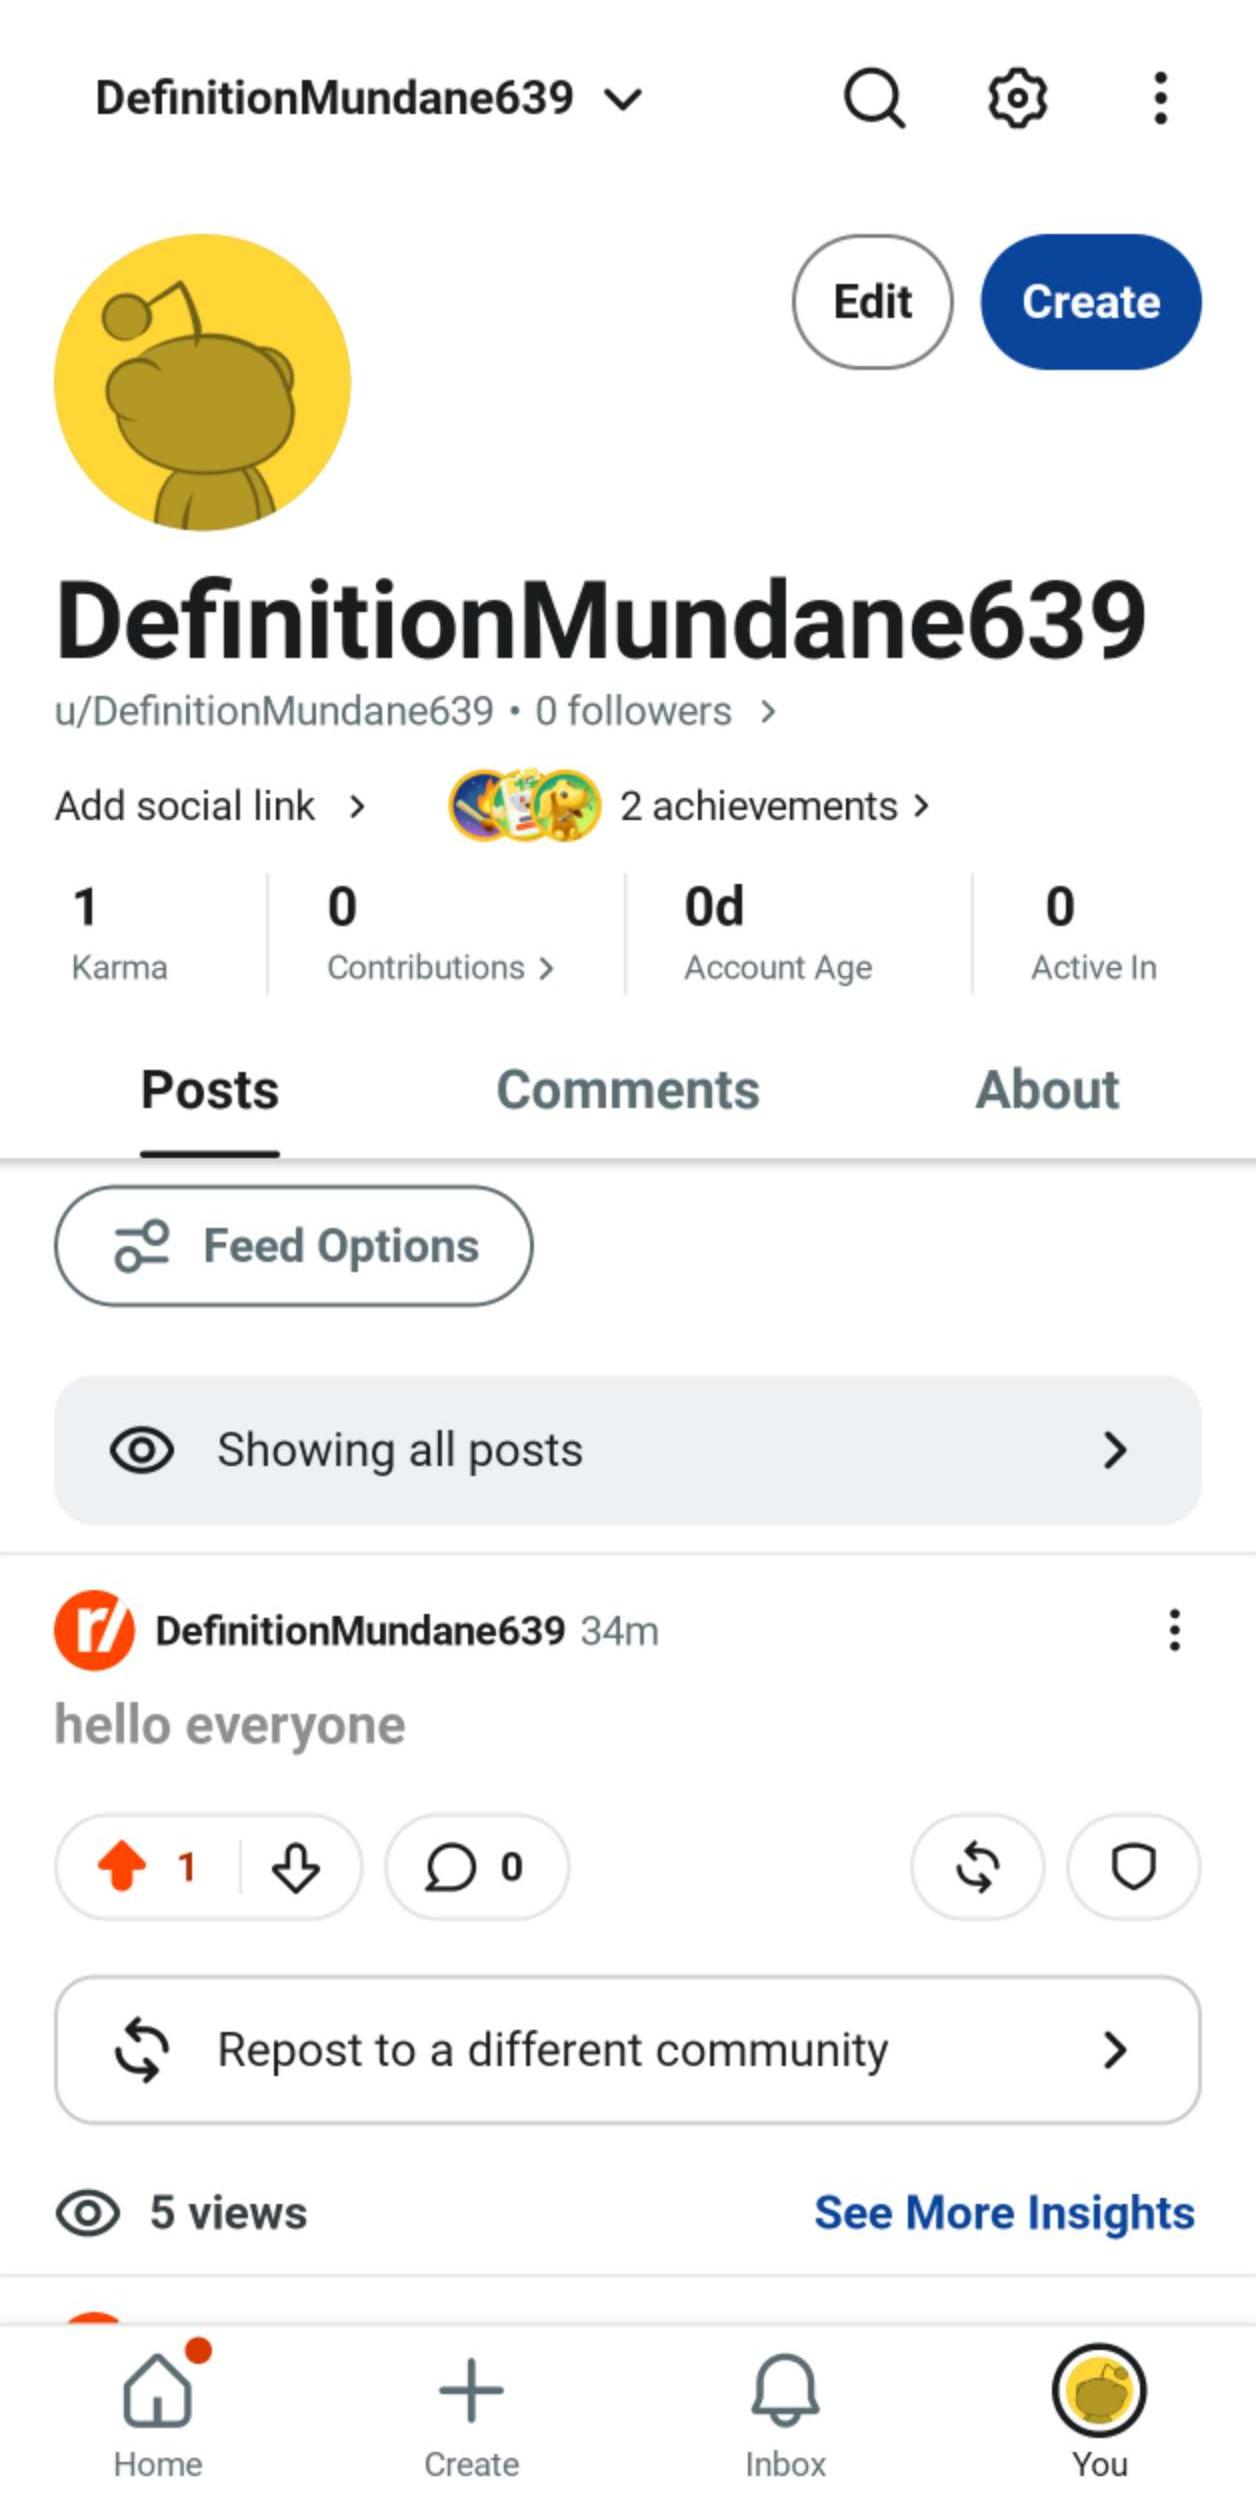 DefinitionMundane639
Edit
Create
DefinitionMundane639
u/DefinitionMundane639 • 0 followers
Add social link
2 achievements
1
0
0d
0
Karma
Contributions
Account Age
Active In
Posts
Comments
About
Feed Options
Showing all posts
r/
DefinitionMundane639 34m
hello everyone
1
0
Repost to a different community
5 views
See More Insights
Home
Create
Inbox
You